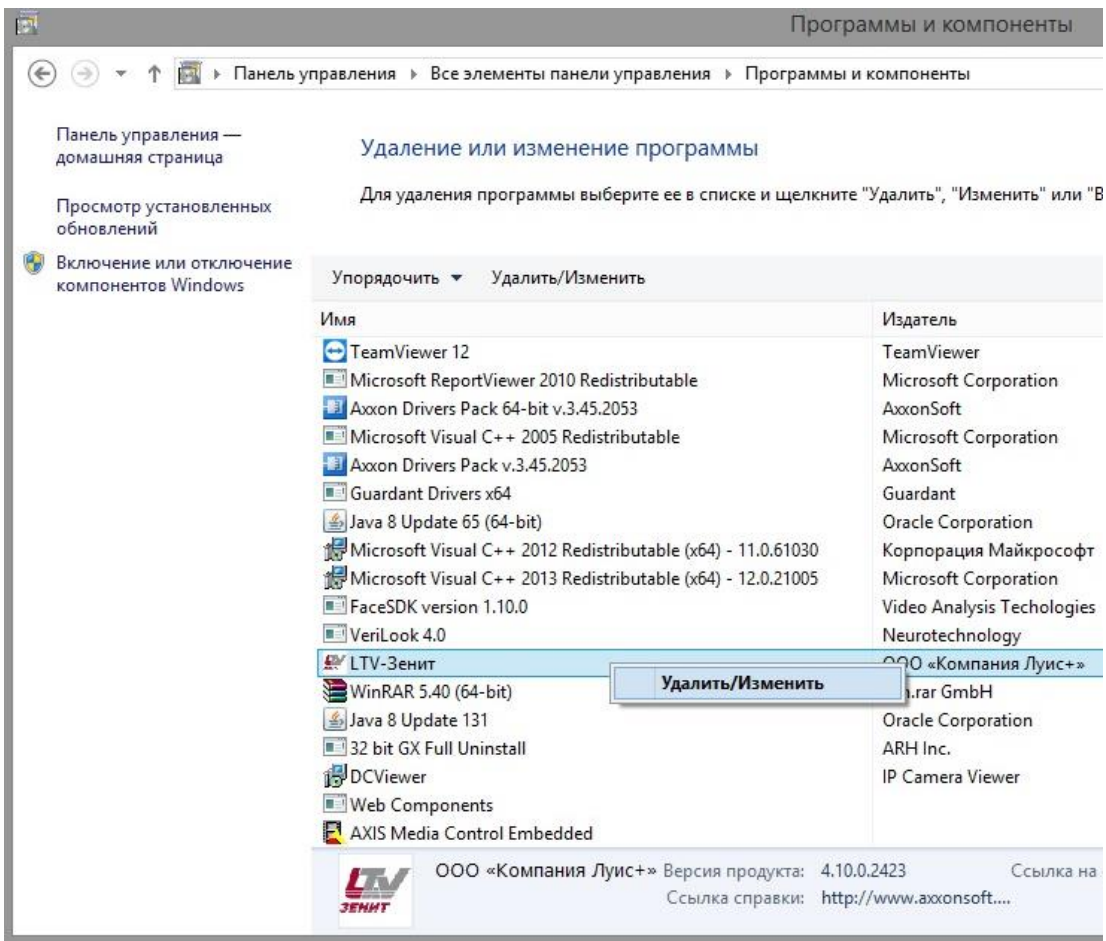 Программы и компоненты
Панель управления Все элементы панели управления Программы и компоненты
Панель управления —
домашняя страница
Просмотр установленных
обновлений
Включение или отключение
компонентов Windows
Удаление или изменение программы
Для удаления программы выберите ее в списке и щелкните "Удалить", "Изменить" или "В
Упорядочить Удалить/Изменить
Имя Издатель
TeamViewer 12 TeamViewer
Microsoft ReportViewer 2010 Redistributable Microsoft Corporation
Axxon Drivers Pack 64-bit v.3.45.2053 AxxonSoft
Microsoft Visual C++ 2005 Redistributable Microsoft Corporation
Axxon Drivers Pack v.3.45.2053 AxxonSoft
Guardant Drivers x64 Guardant
Java 8 Update 65 (64-bit) Oracle Corporation
Microsoft Visual C++ 2012 Redistributable (x64) - 11.0.61030 Корпорация Майкрософт
Microsoft Visual C++ 2013 Redistributable (x64) - 12.0.21005 Microsoft Corporation
FaceSDK version 1.10.0 Video Analysis Techologies
VeriLook 4.0 Neurotechnology
LTV-Зенит ООО «Компания Луис+»
Удалить/Изменить
WinRAR 5.40 (64-bit) .rar GmbH
Java 8 Update 131 Oracle Corporation
32 bit GX Full Uninstall ARH Inc.
DCViewer IP Camera Viewer
Web Components
AXIS Media Control Embedded
LTV
ЗЕНИТ
ООО «Компания Луис+» Версия продукта: 4.10.0.2423 Ссылка на
Ссылка справки: http://www.axxonsoft....